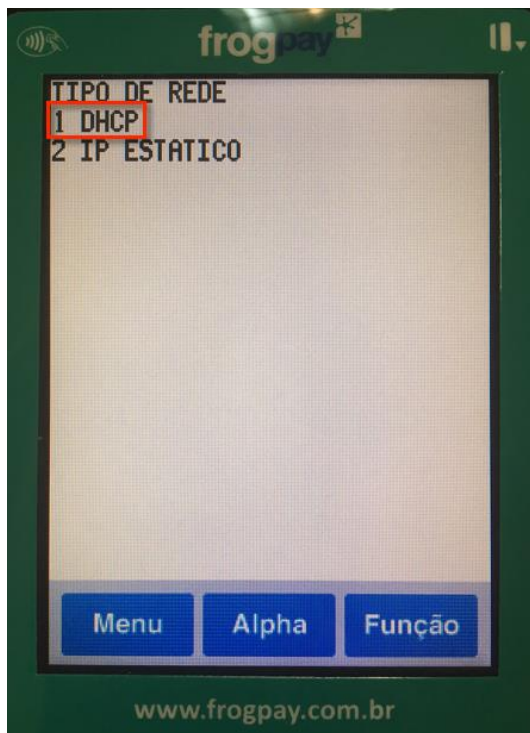 frogpay
TIPO DE REDE
1 DHCP
2 IP ESTATICO
Menu Alpha Função
www.frogpay.com.br